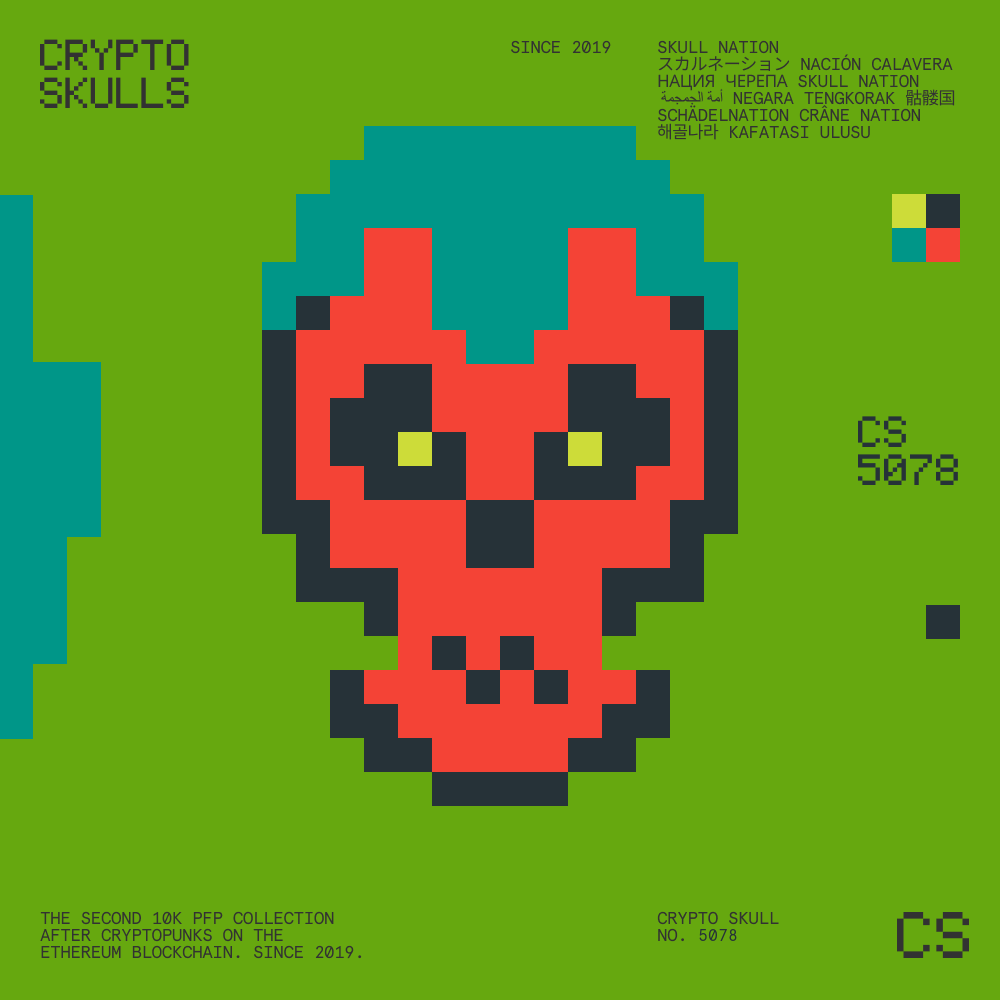 CRYPTO
SKULLS
SINCE 2019
SKULL NATION
スカルネーション NACIÓN CALAVERA
НАЦИЯ ЧЕРЕПА SKULL NATION
أمة الجمجمة NEGARA TENGKORAK 骷髅国
SCHÄDELNATION CRÂNE NATION
해골나라 KAFATASI ULUSU
CS
5078
THE SECOND 10K PFP COLLECTION
AFTER CRYPTOPUNKS ON THE
ETHEREUM BLOCKCHAIN. SINCE 2019.
CRYPTO SKULL
NO. 5078
CS